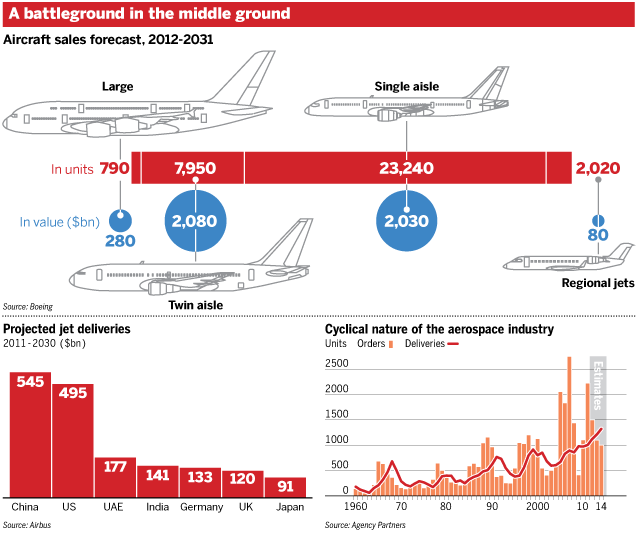 A battleground in the middle ground
Aircraft sales forecast, 2012-2031
Large
Single aisle
In units 790 7,950 23,240 2,020
In value ($bn) 280 2,080 2,030 80
Twin aisle
Regional jets
Source: Boeing
Projected jet deliveries
2011-2030 ($bn)
545 495 177 141 133 120 91
China US UAE India Germany UK Japan
Source: Airbus
Cyclical nature of the aerospace industry
Units Orders Deliveries
Estimates
2500
2000
1500
1000
500
0
1960 70 80 90 2000 10 14
Source: Agency Partners